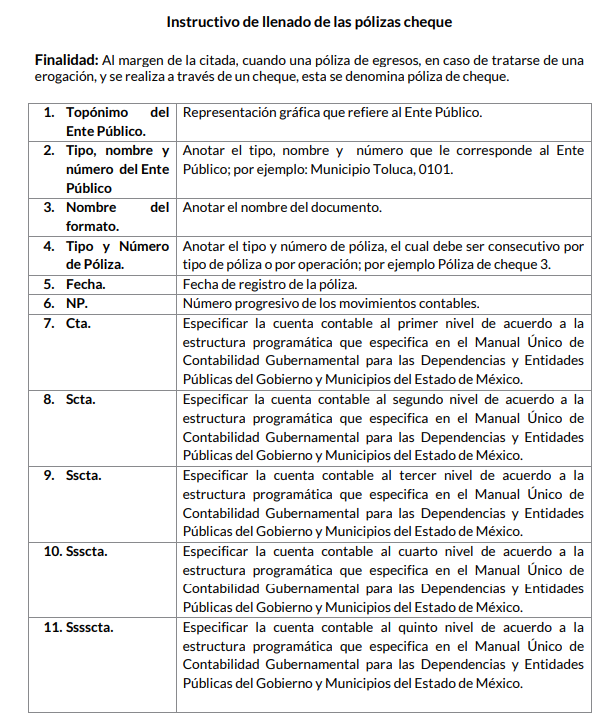 Instructivo de llenado de las pólizas cheque
Finalidad: Al margen de la citada, cuando una póliza de egresos, en caso de tratarse de una
erogación, y se realiza a través de un cheque, esta se denomina póliza de cheque.
1. Topónimo del
Ente Público.
Representación gráfica que refiere al Ente Público.
2. Tipo, nombre y
número del Ente
Público
Anotar el tipo, nombre y número que le corresponde al Ente
Público; por ejemplo: Municipio Toluca, 0101.
3. Nombre del
formato.
Anotar el nombre del documento.
4. Tipo y Número
de Póliza.
Anotar el tipo y número de póliza, el cual debe ser consecutivo por
tipo de póliza o por operación; por ejemplo Póliza de cheque 3.
5. Fecha.
Fecha de registro de la póliza.
6. NP.
Número progresivo de los movimientos contables.
7. Cta.
Especificar la cuenta contable al primer nivel de acuerdo a la
estructura programática que especifica en el Manual Único de
Contabilidad Gubernamental para las Dependencias y Entidades
Públicas del Gobierno y Municipios del Estado de México.
8. Scta.
Especificar la cuenta contable al segundo nivel de acuerdo a la
estructura programática que especifica en el Manual Único de
Contabilidad Gubernamental para las Dependencias y Entidades
Públicas del Gobierno y Municipios del Estado de México.
9. Sscta.
Especificar la cuenta contable al tercer nivel de acuerdo a la
estructura programática que especifica en el Manual Único de
Contabilidad Gubernamental para las Dependencias y Entidades
Públicas del Gobierno y Municipios del Estado de México.
10. Ssscta.
Especificar la cuenta contable al cuarto nivel de acuerdo a la
estructura programática que especifica en el Manual Único de
Contabilidad Gubernamental para las Dependencias y Entidades
Públicas del Gobierno y Municipios del Estado de México.
11. Sssscta.
Especificar la cuenta contable al quinto nivel de acuerdo a la
estructura programática que especifica en el Manual Único de
Contabilidad Gubernamental para las Dependencias y Entidades
Públicas del Gobierno y Municipios del Estado de México.